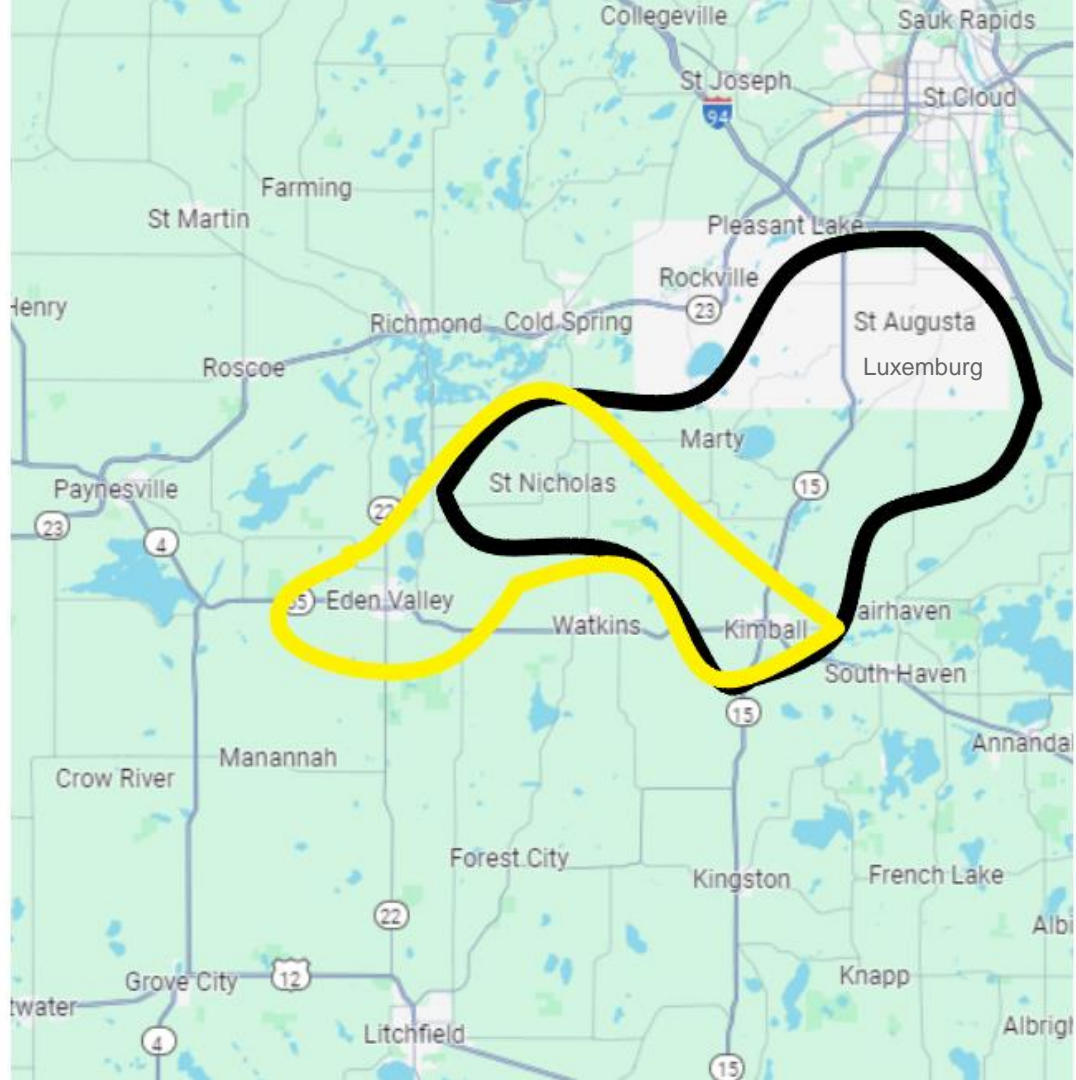 Collegeville
Sauk Rapids
St Joseph
94
St Cloud
Farming
St Martin
Pleasant Lake
Rockville
23
Henry
Richmond
Cold Spring
St Augusta
Roscoe
Luxemburg
Marty
St Nicholas
15
Paynesville
22
23
4
55
Eden Valley
airhaven
Watkins
Kimball
South Haven
15
Annanda
Manannah
Crow River
Forest City
Kingston
French Lake
22
Albi
Grove City
12
Knapp
twater
Litchfield
Albrigh
4
15